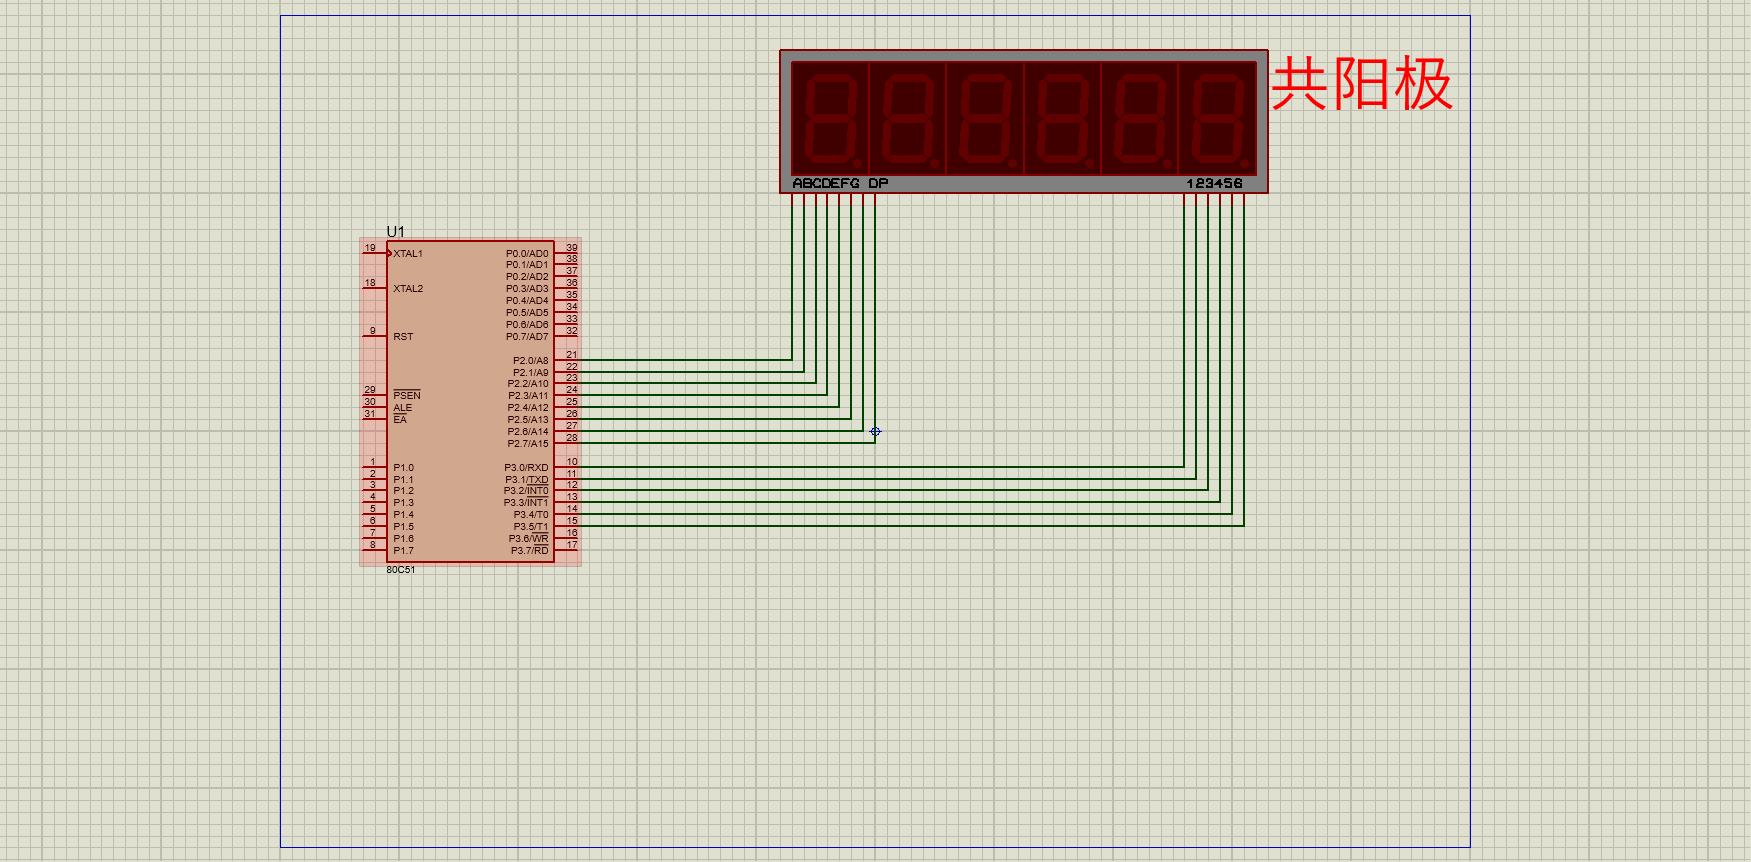 共阳极
ABCDEFG DP
123456
U1
19 XTAL1
18 XTAL2
9 RST
29 PSEN
30 ALE
31 EA
1 P1.0
2 P1.1
3 P1.2
4 P1.3
5 P1.4
6 P1.5
7 P1.6
8 P1.7
P0.0/AD0 39
P0.1/AD1 38
P0.2/AD2 37
P0.3/AD3 36
P0.4/AD4 35
P0.5/AD5 34
P0.6/AD6 33
P0.7/AD7 32
P2.0/A8 21
P2.1/A9 22
P2.2/A10 23
P2.3/A11 24
P2.4/A12 25
P2.5/A13 26
P2.6/A14 27
P2.7/A15 28
P3.0/RXD 10
P3.1/TXD 11
P3.2/INT0 12
P3.3/INT1 13
P3.4/T0 14
P3.5/T1 15
P3.6/WR 16
P3.7/RD 17
80C51